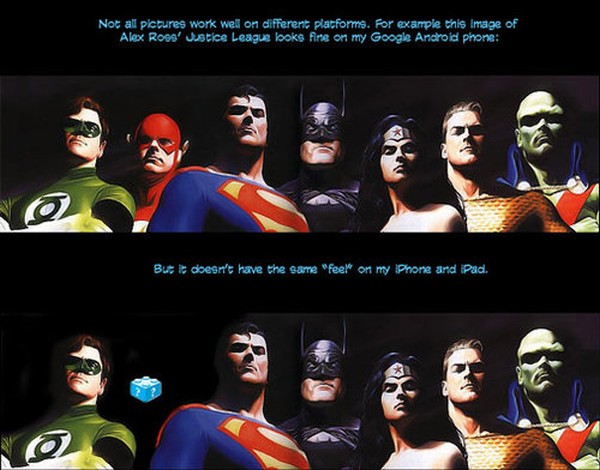 Not all pictures work well on different platforms. For example this image of
Alex Ross' Justice League looks fine on my Google Android phone:
But it doesn't have the same "feel" on my iPhone and iPad.
? ?